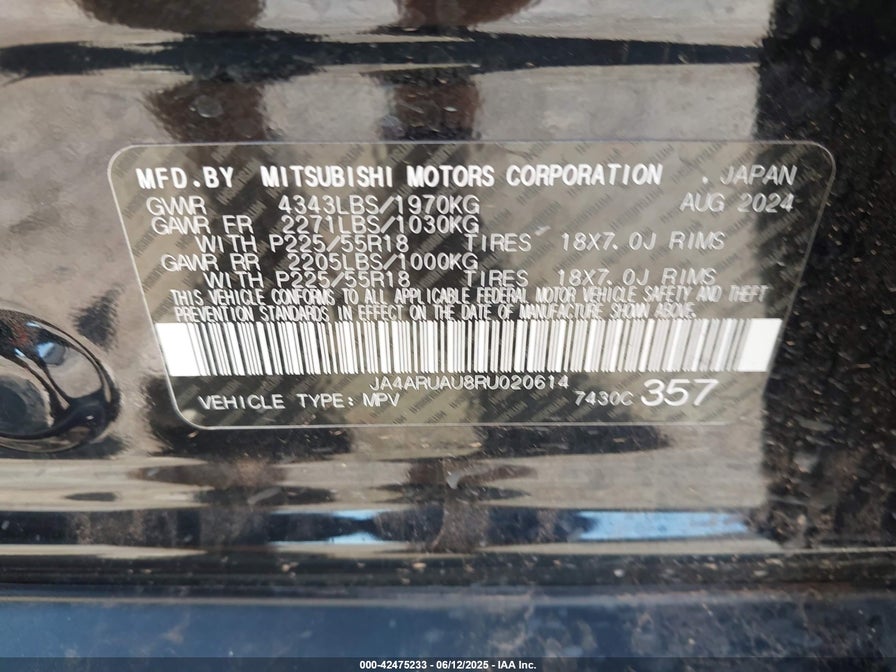 MFD.BY MITSUBISHI MOTORS CORPORATION . JAPAN
GVWR 4343LBS/1970KG AUG 2024
GAWR FR 2271LBS/1030KG
WITH P225/55R18 TIRES 18X7.0J RIMS
GAWR RR 2205LBS/1000KG
WITH P225/55R18 TIRES 18X7.0J RIMS
THIS VEHICLE CONFORMS TO ALL APPLICABLE FEDERAL MOTOR VEHICLE SAFETY AND THEFT
PREVENTION STANDARDS IN EFFECT ON THE DATE OF MANUFACTURE SHOWN ABOVE.
JA4ARUAU8RU020614
VEHICLE TYPE: MPV 7430C 357
000-42475233 - 06/12/2025 - IAA Inc.